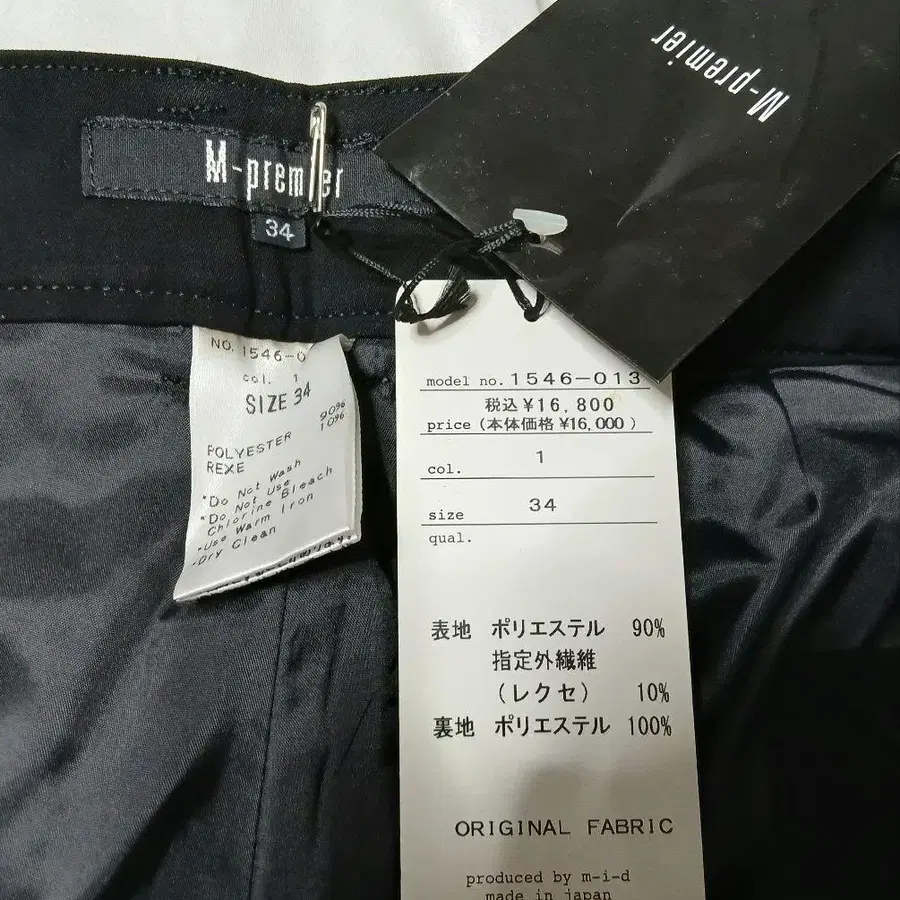 M-premier
M-premier
34
NO. 1546-0
col. 1
SIZE 34
POLYESTER 90%
REXE 10%
*Do Not Wash
*Do Not Use
Chlorine Bleach
-Use Warm Iron
-Dry Clean
model no. 1546-013
税込 ¥16,800
price (本体価格 ¥16,000)
col. 1
size 34
qual.
表地 ポリエステル 90%
指定外繊維
(レクセ) 10%
裏地 ポリエステル 100%
ORIGINAL FABRIC
produced by m-i-d
made in japan